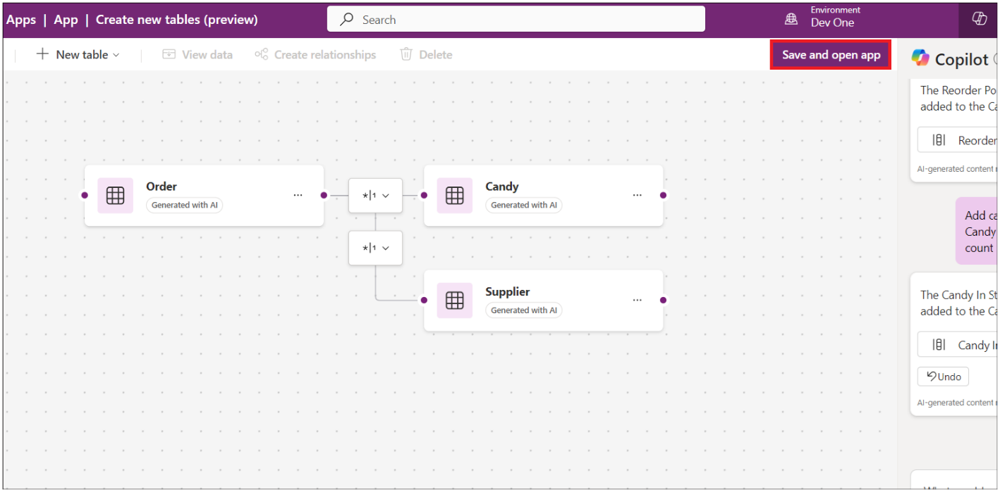 Apps | App | Create new tables (preview)
Search
Environment
Dev One
New table
View data
Create relationships
Delete
Save and open app
Copilot
The Reorder Po
added to the Ca
Reorder
AI-generated content
Add ca
Candy
count
The Candy In St
added to the Ca
Candy In
Undo
AI-generated content
Order
Generated with AI
*|1
Candy
Generated with AI
*|1
Supplier
Generated with AI